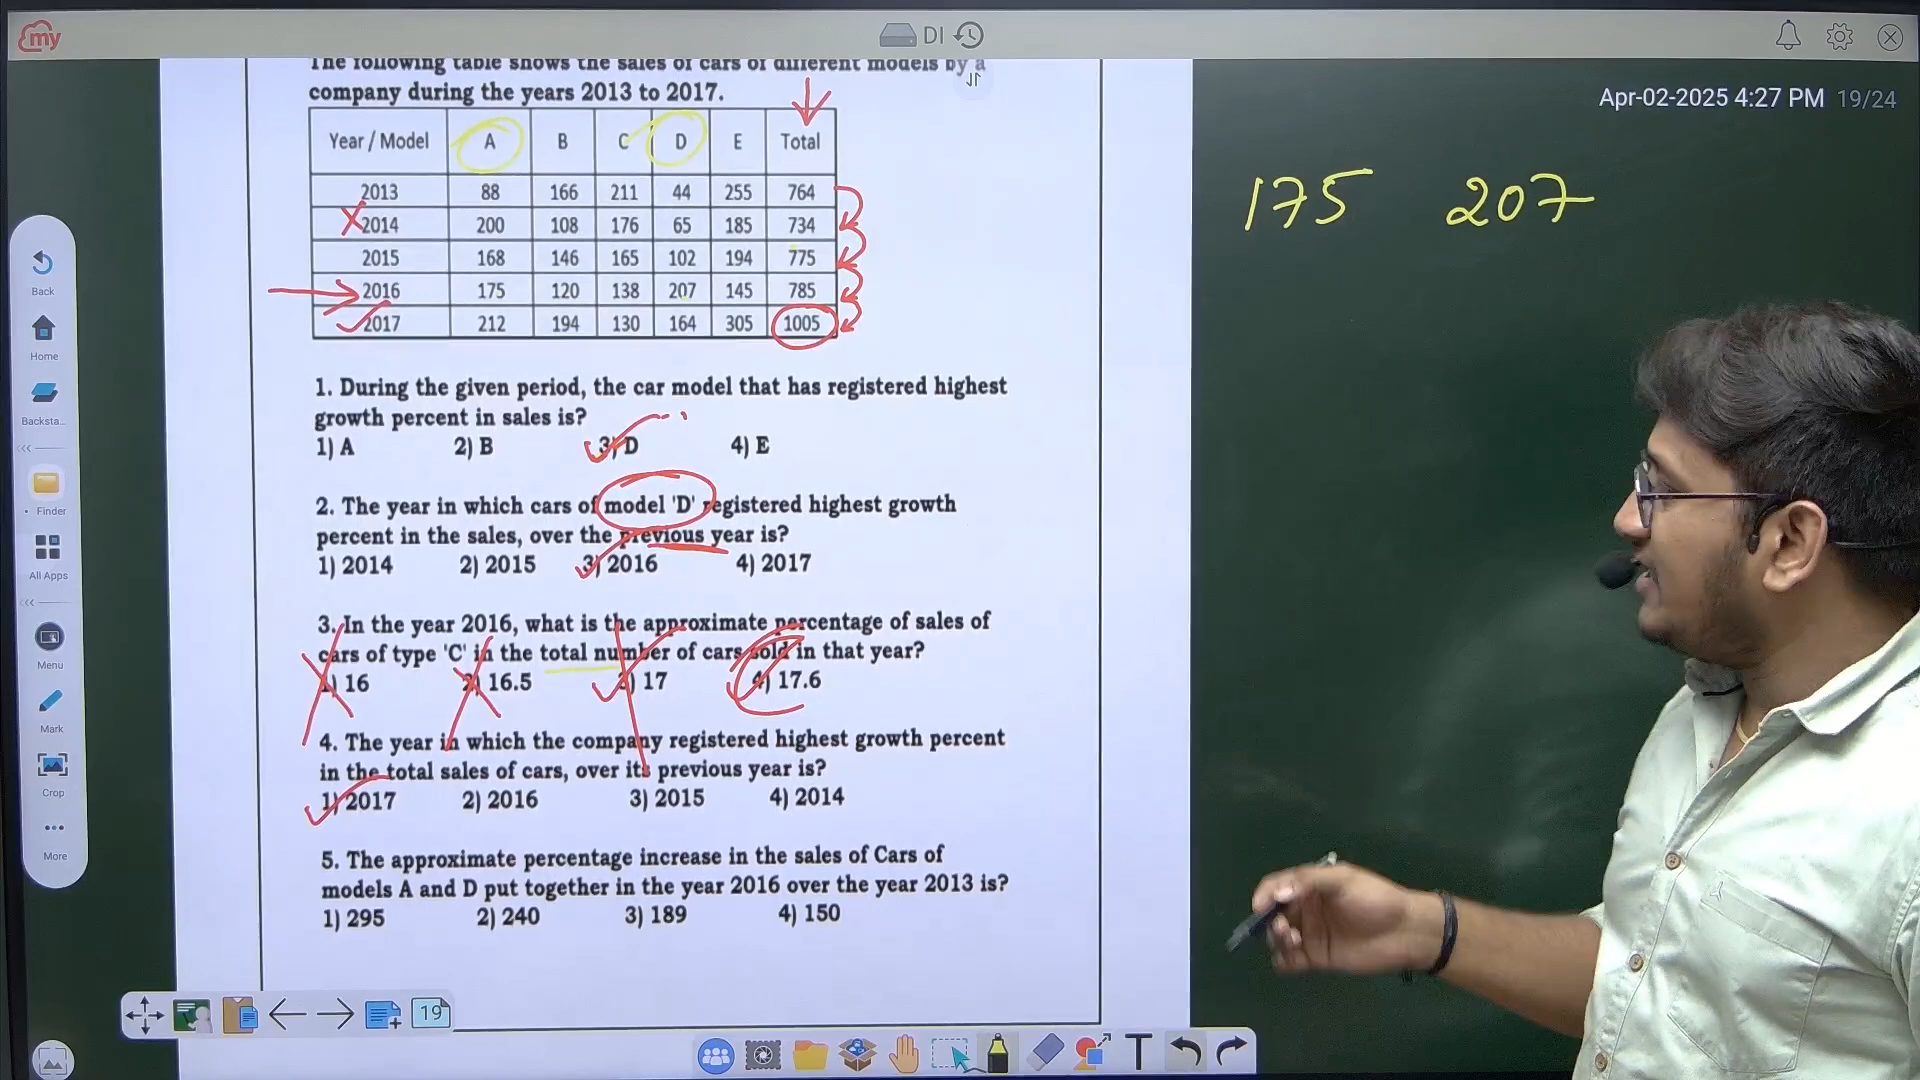 my
DI
Apr-02-2025 4:27 PM 19/24
The following table shows the sales of cars of different models by a
company during the years 2013 to 2017.
Year / Model A B C D E Total
2013 88 166 211 44 255 764
2014 200 108 176 65 185 734
2015 168 146 165 102 194 775
2016 175 120 138 207 145 785
2017 212 194 130 164 305 1005
1. During the given period, the car model that has registered highest
growth percent in sales is?
1) A 2) B 3) D 4) E
2. The year in which cars of model 'D' registered highest growth
percent in the sales, over the previous year is?
1) 2014 2) 2015 3) 2016 4) 2017
3. In the year 2016, what is the approximate percentage of sales of
cars of type 'C' in the total number of cars sold in that year?
1) 16 2) 16.5 3) 17 4) 17.6
4. The year in which the company registered highest growth percent
in the total sales of cars, over its previous year is?
1) 2017 2) 2016 3) 2015 4) 2014
5. The approximate percentage increase in the sales of Cars of
models A and D put together in the year 2016 over the year 2013 is?
1) 295 2) 240 3) 189 4) 150
175 207
Back
Home
Backsta...
Finder
All Apps
Menu
Mark
Crop
More
19
T